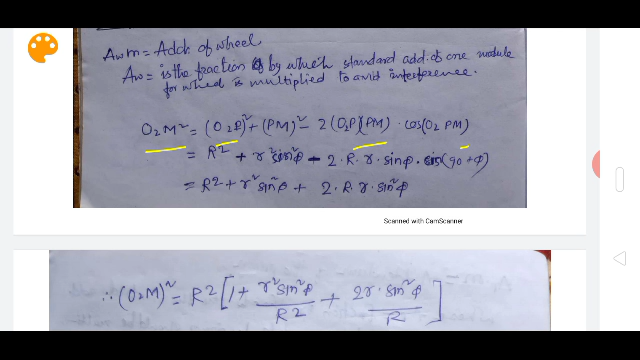 Awm = Add. of wheel
Aw = is the fraction by which standard add. of one module
for wheel is multiplied to avoid interference.
O₂M² = (O₂P)² + (PM)² - 2(O₂P)(PM) · cos(O₂PM)
= R² + r² sin²φ - 2·R·r·sinφ·cos(90+φ)
= R² + r² sin²φ + 2·R·r·sin²φ
Scanned with CamScanner
∴ (O₂M)² = R² [1 + r² sin²φ / R² + 2r·sin²φ / R]